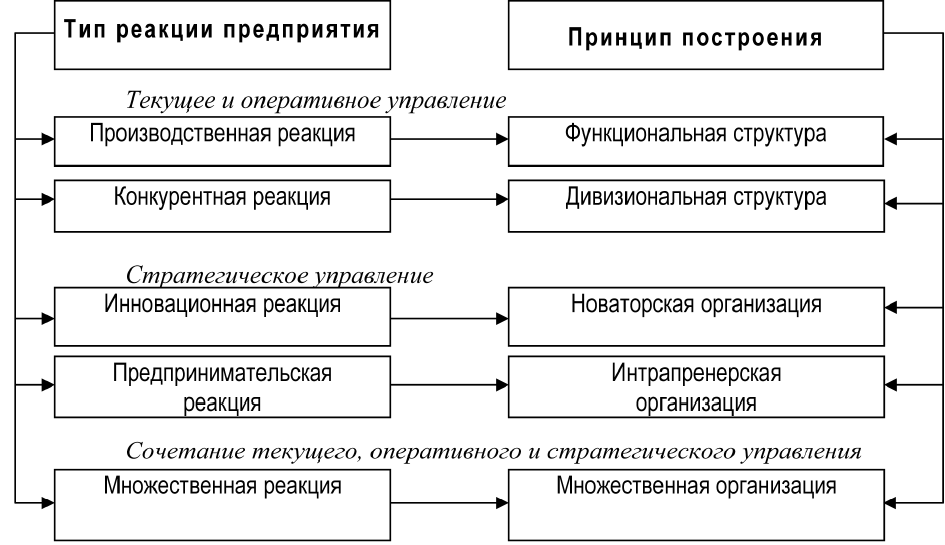 Тип реакции предприятия
Принцип построения
Текущее и оперативное управление
Производственная реакция
Функциональная структура
Конкурентная реакция
Дивизиональная структура
Стратегическое управление
Инновационная реакция
Новаторская организация
Предпринимательская
реакция
Интрапренерская
организация
Сочетание текущего, оперативного и стратегического управления
Множественная реакция
Множественная организация